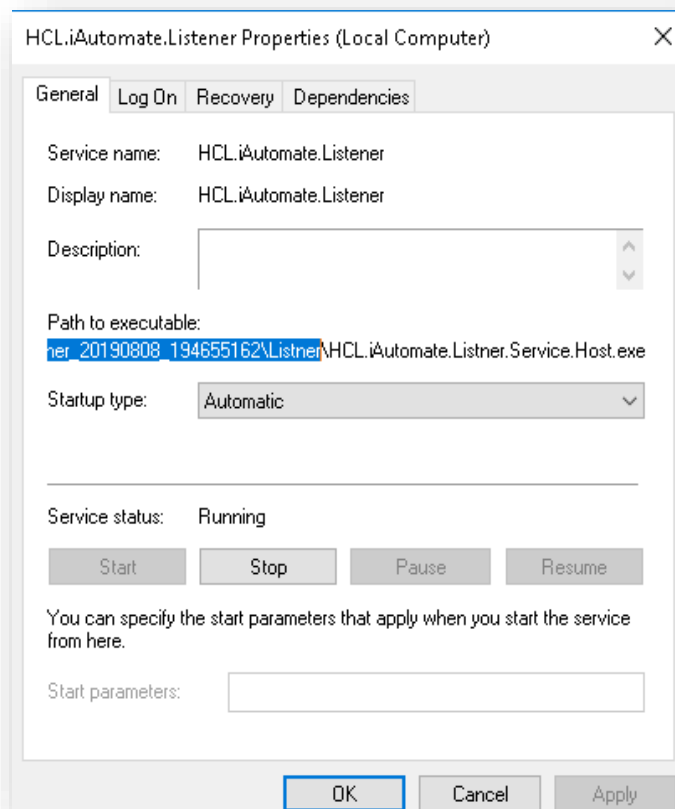 HCL.iAutomate.Listener Properties (Local Computer)
General Log On Recovery Dependencies
Service name: HCL.iAutomate.Listener
Display name: HCL.iAutomate.Listener
Description:
Path to executable:
ner_20190808_194655162\Listner\HCL.iAutomate.Listner.Service.Host.exe
Startup type: Automatic
Service status: Running
Start Stop Pause Resume
You can specify the start parameters that apply when you start the service
from here.
Start parameters:
OK Cancel Apply